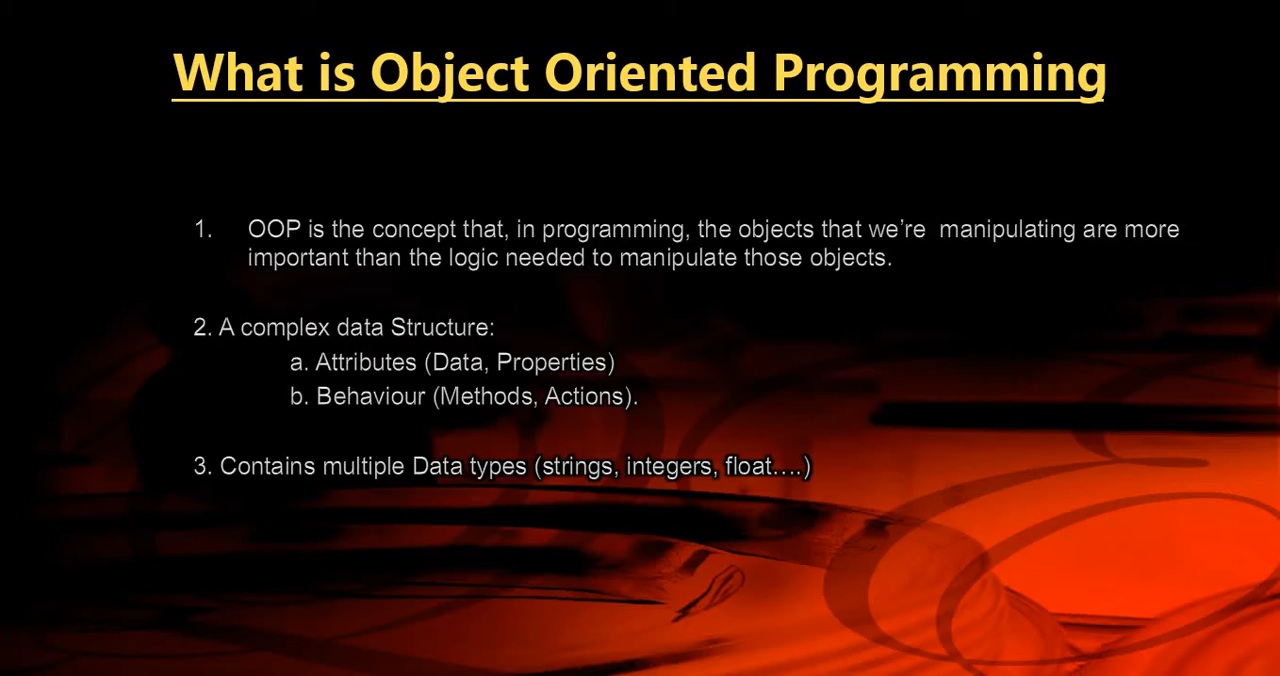 What is Object Oriented Programming
1. OOP is the concept that, in programming, the objects that we’re manipulating are more
important than the logic needed to manipulate those objects.
2. A complex data Structure:
a. Attributes (Data, Properties)
b. Behaviour (Methods, Actions).
3. Contains multiple Data types (strings, integers, float….)